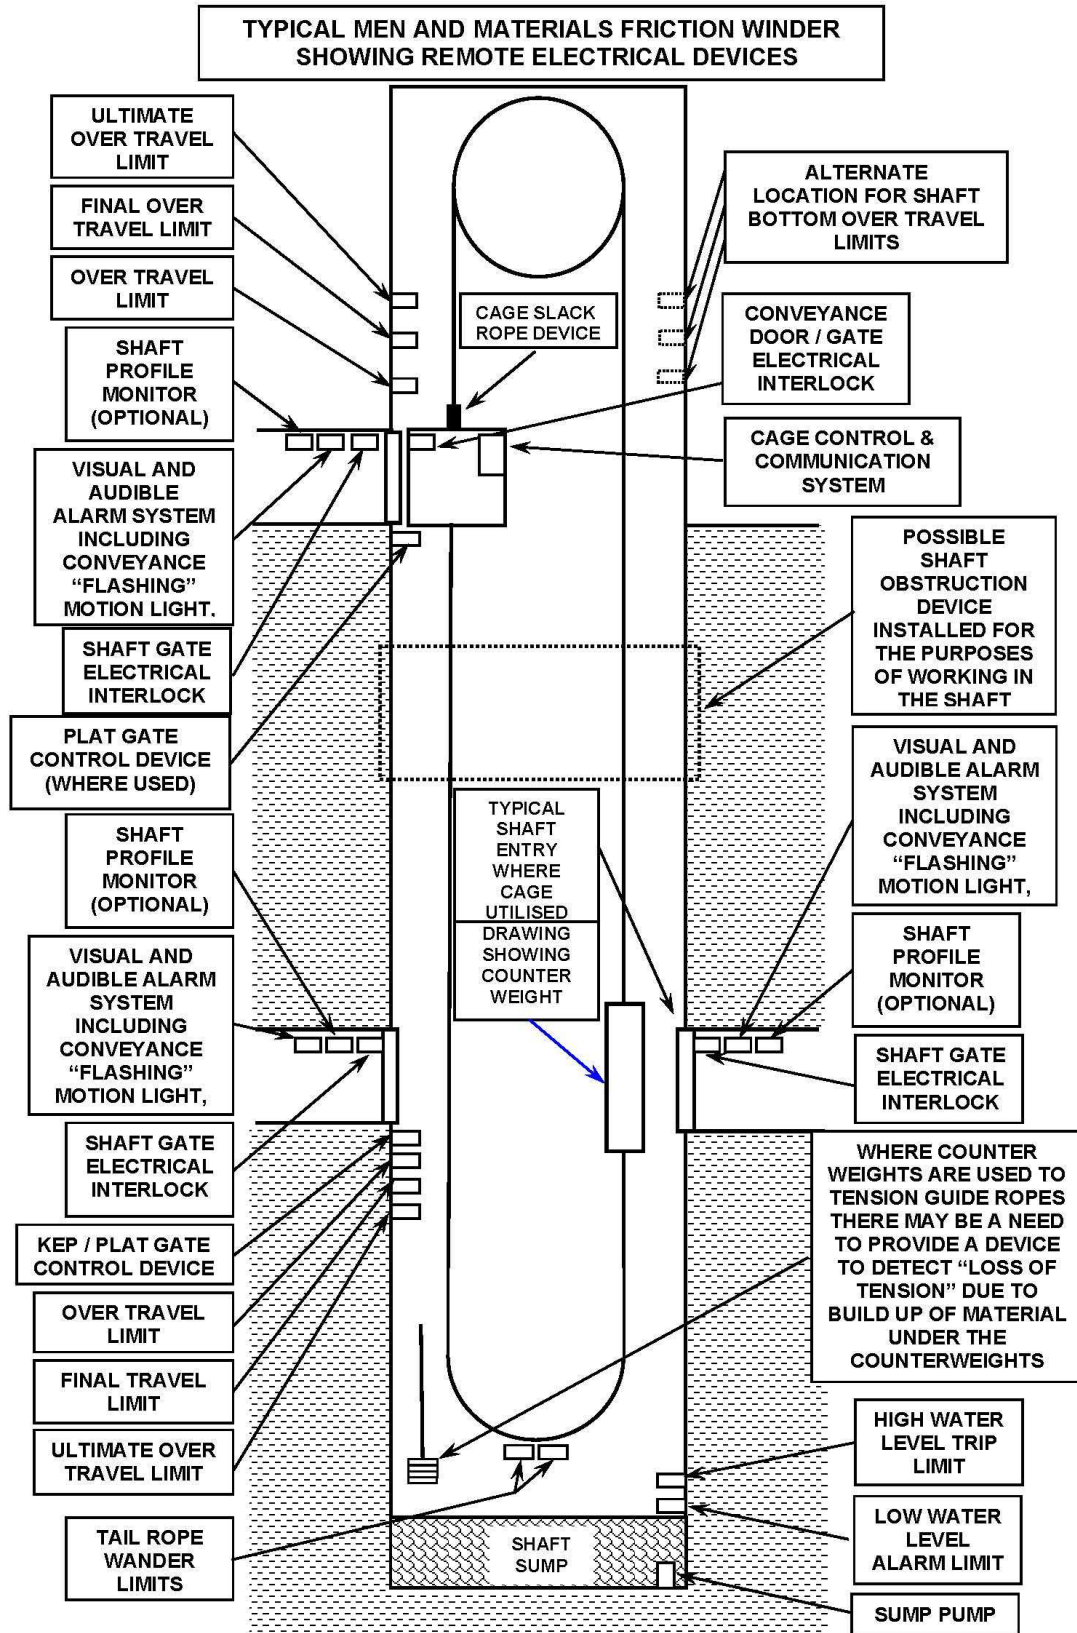 TYPICAL MEN AND MATERIALS FRICTION WINDER
SHOWING REMOTE ELECTRICAL DEVICES
ULTIMATE
OVER TRAVEL
LIMIT
FINAL OVER
TRAVEL LIMIT
OVER TRAVEL
LIMIT
SHAFT
PROFILE
MONITOR
(OPTIONAL)
VISUAL AND
AUDIBLE
ALARM SYSTEM
INCLUDING
CONVEYANCE
“FLASHING”
MOTION LIGHT.
SHAFT GATE
ELECTRICAL
INTERLOCK
PLAT GATE
CONTROL DEVICE
(WHERE USED)
SHAFT
PROFILE
MONITOR
(OPTIONAL)
VISUAL AND
AUDIBLE ALARM
SYSTEM
INCLUDING
CONVEYANCE
“FLASHING”
MOTION LIGHT,
SHAFT GATE
ELECTRICAL
INTERLOCK
KEP / PLAT GATE
CONTROL DEVICE
OVER TRAVEL
LIMIT
FINAL TRAVEL
LIMIT
ULTIMATE OVER
TRAVEL LIMIT
TAIL ROPE
WANDER
LIMITS
CAGE SLACK
ROPE DEVICE
TYPICAL
SHAFT
ENTRY
WHERE
CAGE
UTILISED
DRAWING
SHOWING
COUNTER
WEIGHT
SHAFT
SUMP
ALTERNATE
LOCATION FOR SHAFT
BOTTOM OVER TRAVEL
LIMITS
CONVEYANCE
DOOR / GATE
ELECTRICAL
INTERLOCK
CAGE CONTROL &
COMMUNICATION
SYSTEM
POSSIBLE
SHAFT
OBSTRUCTION
DEVICE
INSTALLED FOR
THE PURPOSES
OF WORKING IN
THE SHAFT
VISUAL AND
AUDIBLE ALARM
SYSTEM
INCLUDING
CONVEYANCE
“FLASHING”
MOTION LIGHT,
SHAFT
PROFILE
MONITOR
(OPTIONAL)
SHAFT GATE
ELECTRICAL
INTERLOCK
WHERE COUNTER
WEIGHTS ARE USED TO
TENSION GUIDE ROPES
THERE MAY BE A NEED
TO PROVIDE A DEVICE
TO DETECT “LOSS OF
TENSION” DUE TO
BUILD UP OF MATERIAL
UNDER THE
COUNTERWEIGHTS
HIGH WATER
LEVEL TRIP
LIMIT
LOW WATER
LEVEL
ALARM LIMIT
SUMP PUMP